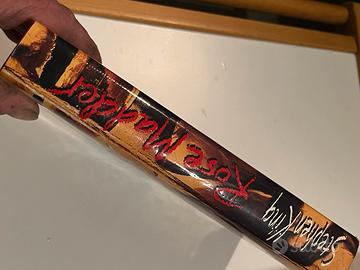 Stephen King
Rose Madder